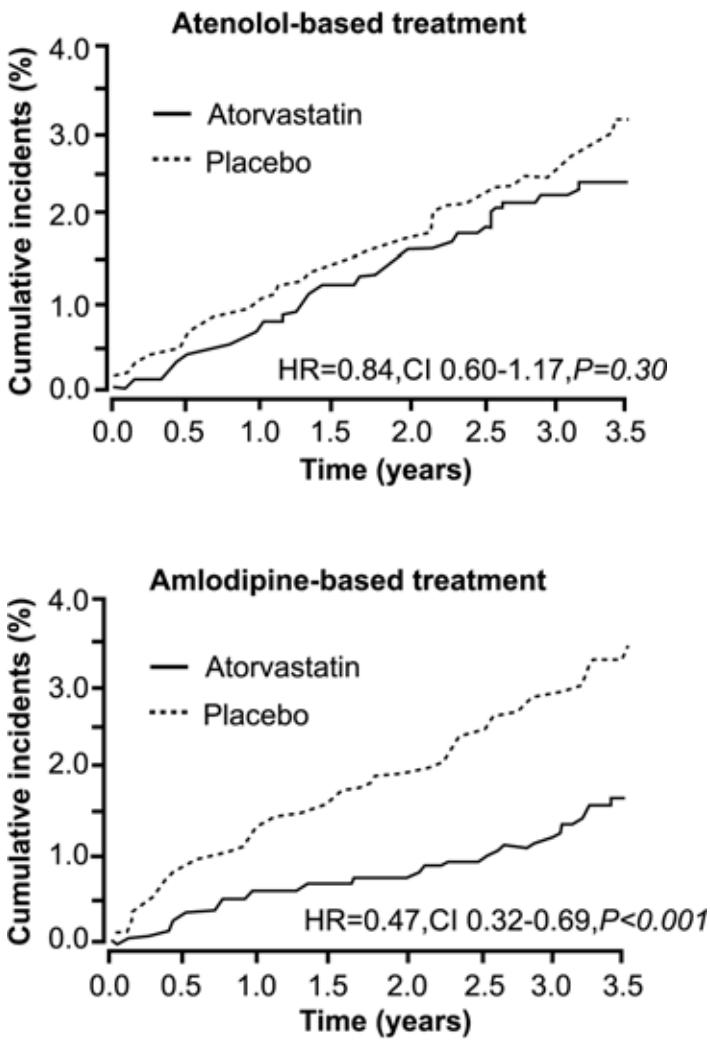 Atenolol-based treatment
Cumulative incidents (%)
4.0
3.0
2.0
1.0
0.0
Atorvastatin
Placebo
HR=0.84,CI 0.60-1.17,P=0.30
0.0 0.5 1.0 1.5 2.0 2.5 3.0 3.5
Time (years)
Amlodipine-based treatment
Cumulative incidents (%)
4.0
3.0
2.0
1.0
0.0
Atorvastatin
Placebo
HR=0.47,CI 0.32-0.69,P<0.001
0.0 0.5 1.0 1.5 2.0 2.5 3.0 3.5
Time (years)